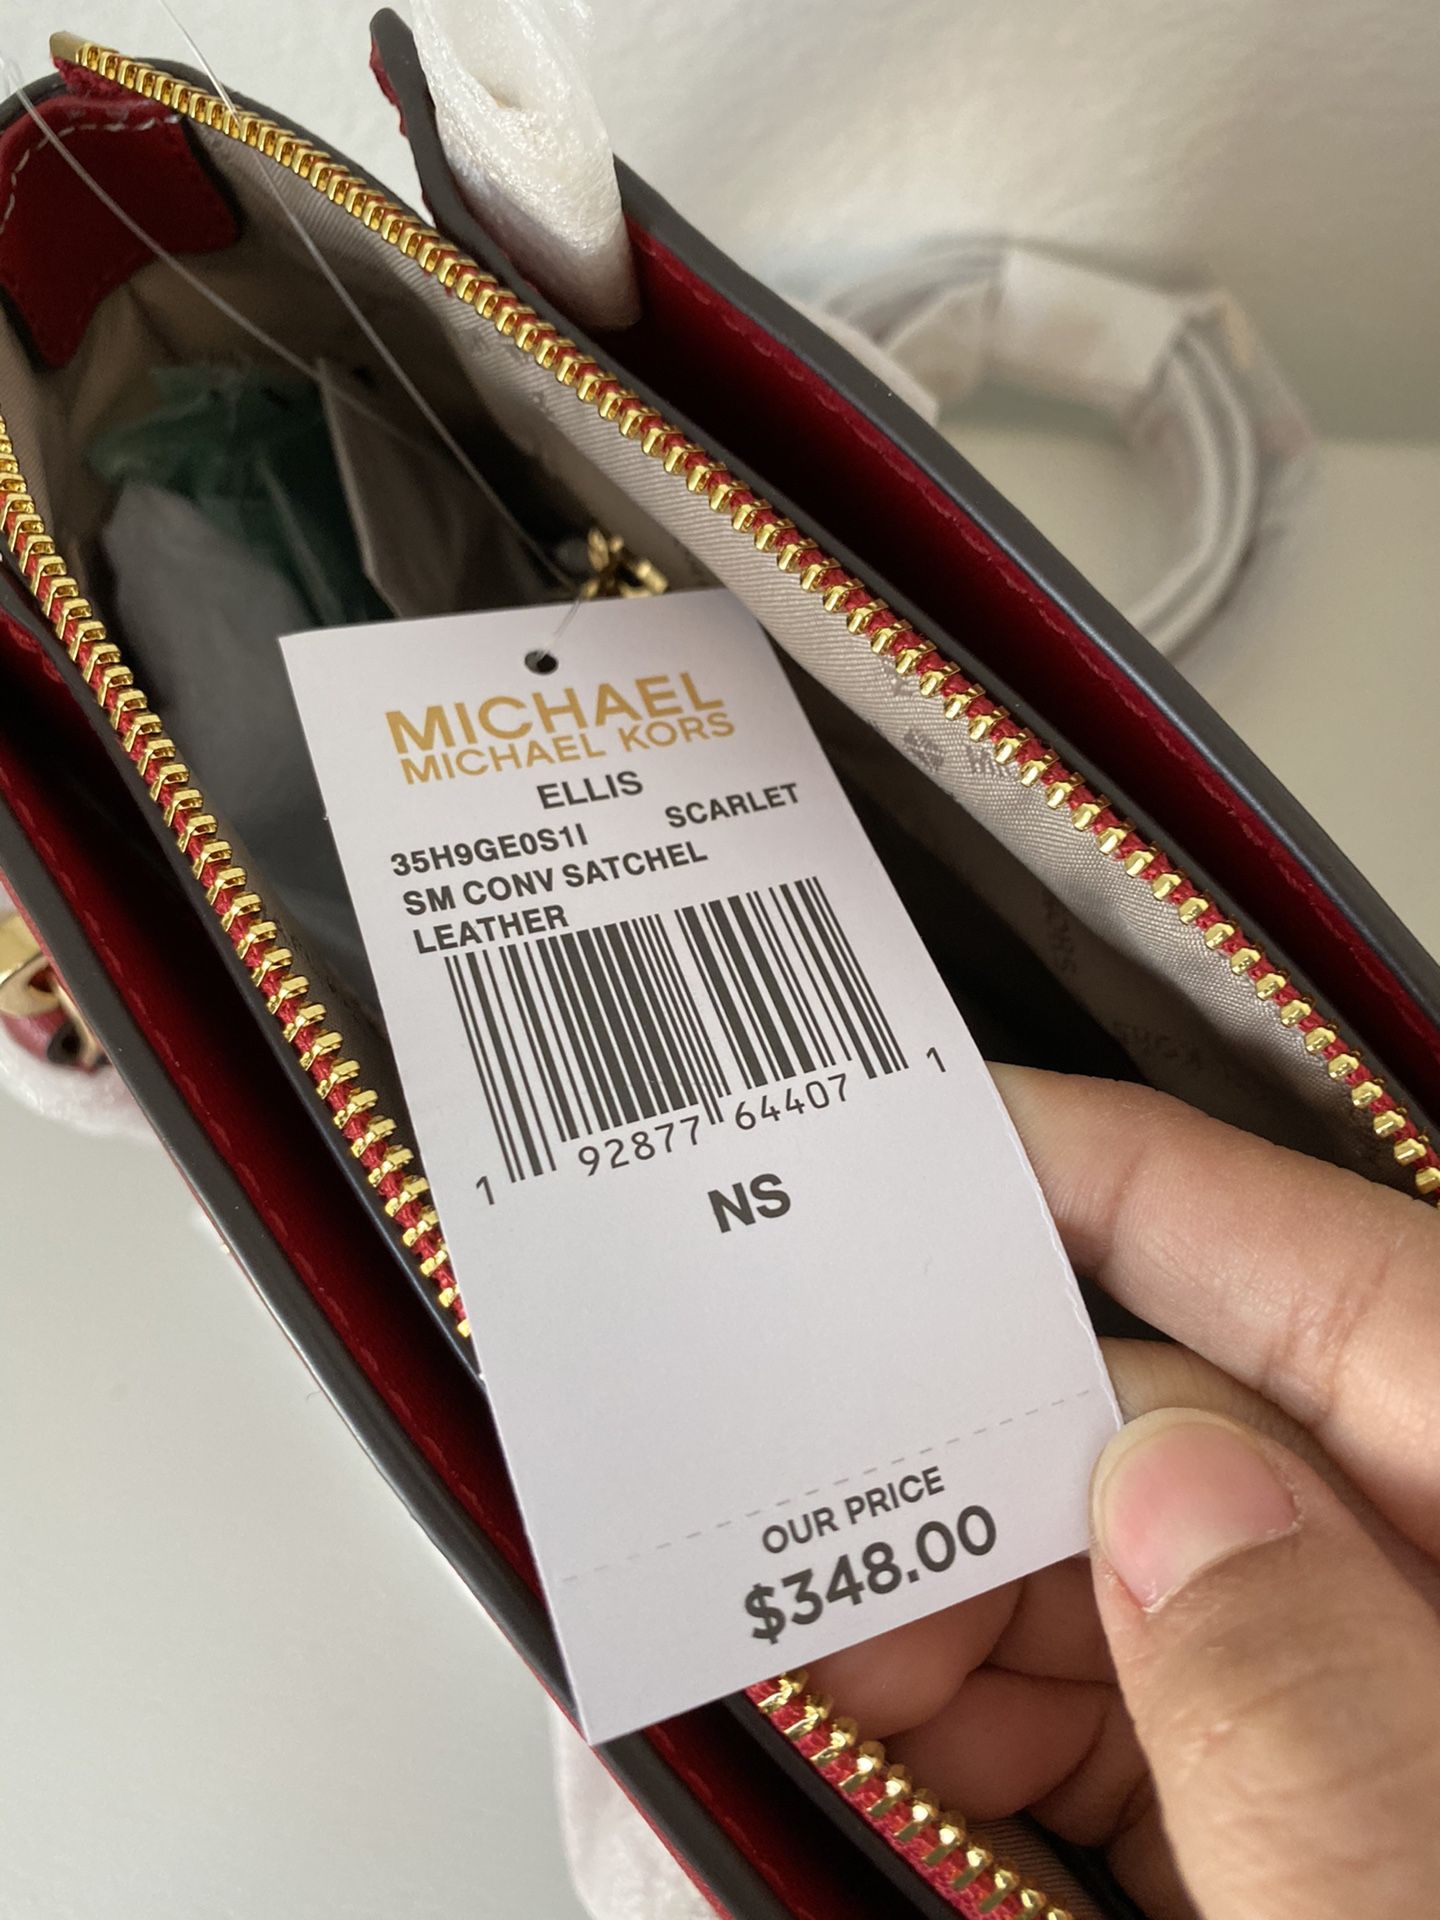 MICHAEL
MICHAEL KORS
ELLIS
35H9GE0S1I SCARLET
SM CONV SATCHEL
LEATHER
1 92877 64407 1
NS
OUR PRICE
$348.00